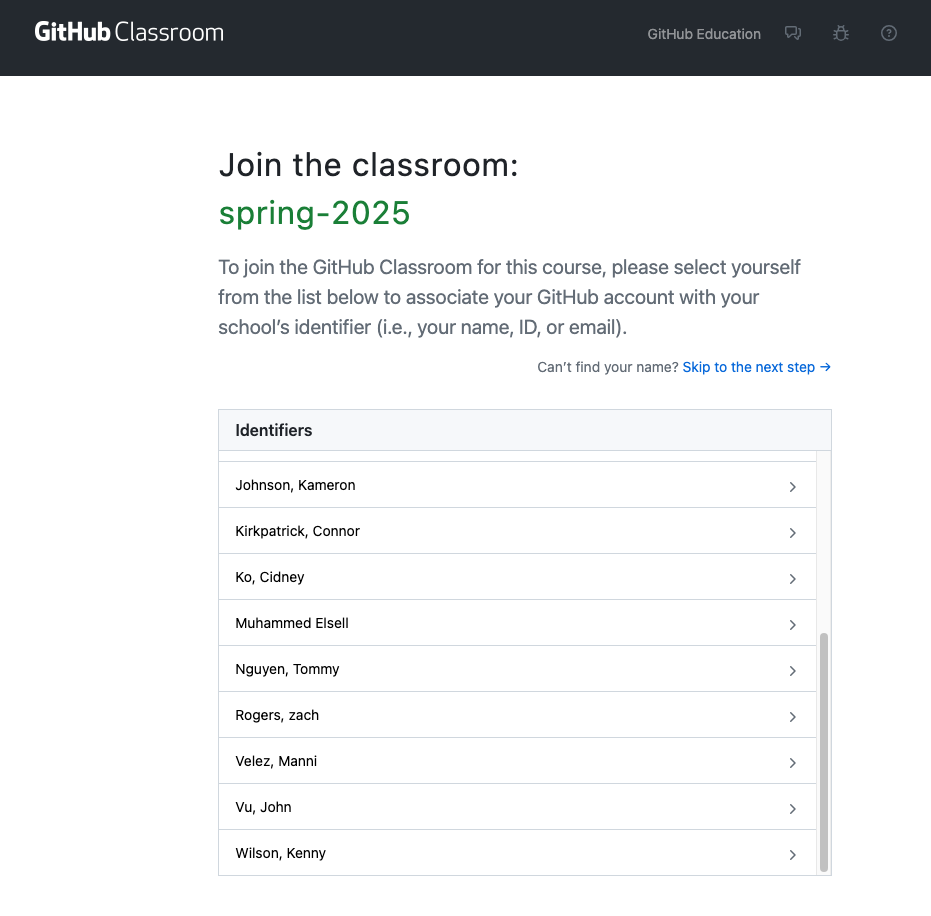 GitHub Classroom
GitHub Education
Join the classroom:
spring-2025
To join the GitHub Classroom for this course, please select yourself
from the list below to associate your GitHub account with your
school’s identifier (i.e., your name, ID, or email).
Can’t find your name? Skip to the next step →
Identifiers
Johnson, Kameron
Kirkpatrick, Connor
Ko, Cidney
Muhammed Elsell
Nguyen, Tommy
Rogers, zach
Velez, Manni
Vu, John
Wilson, Kenny